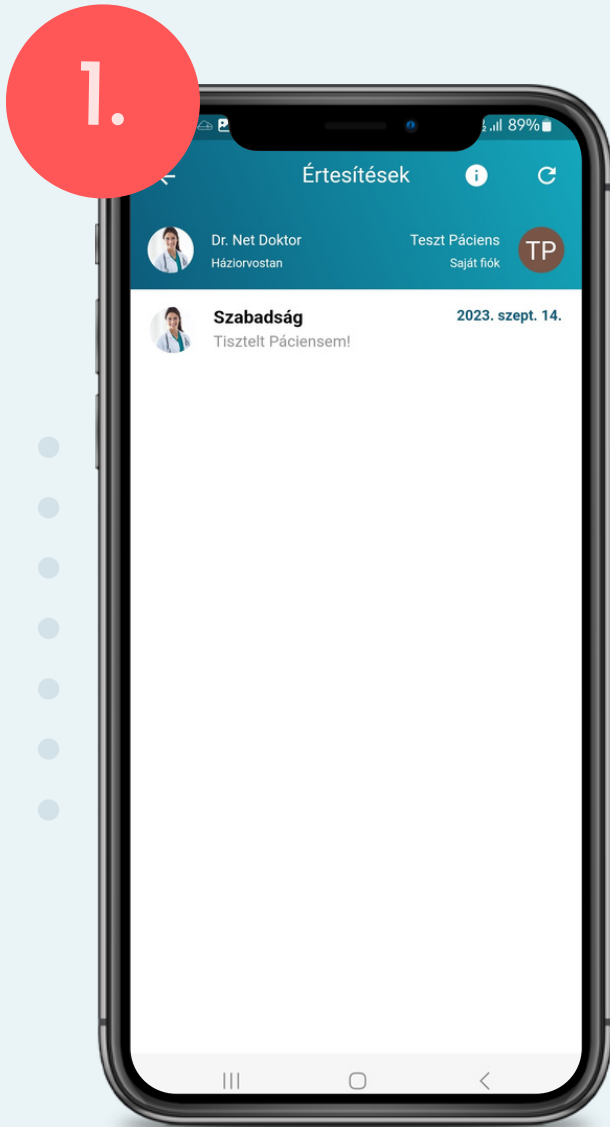 1.
89%
Értesítések
Dr. Net Doktor
Háziorvostan
Teszt Páciens
Saját fiók
TP
Szabadság
2023. szept. 14.
Tisztelt Páciensem!